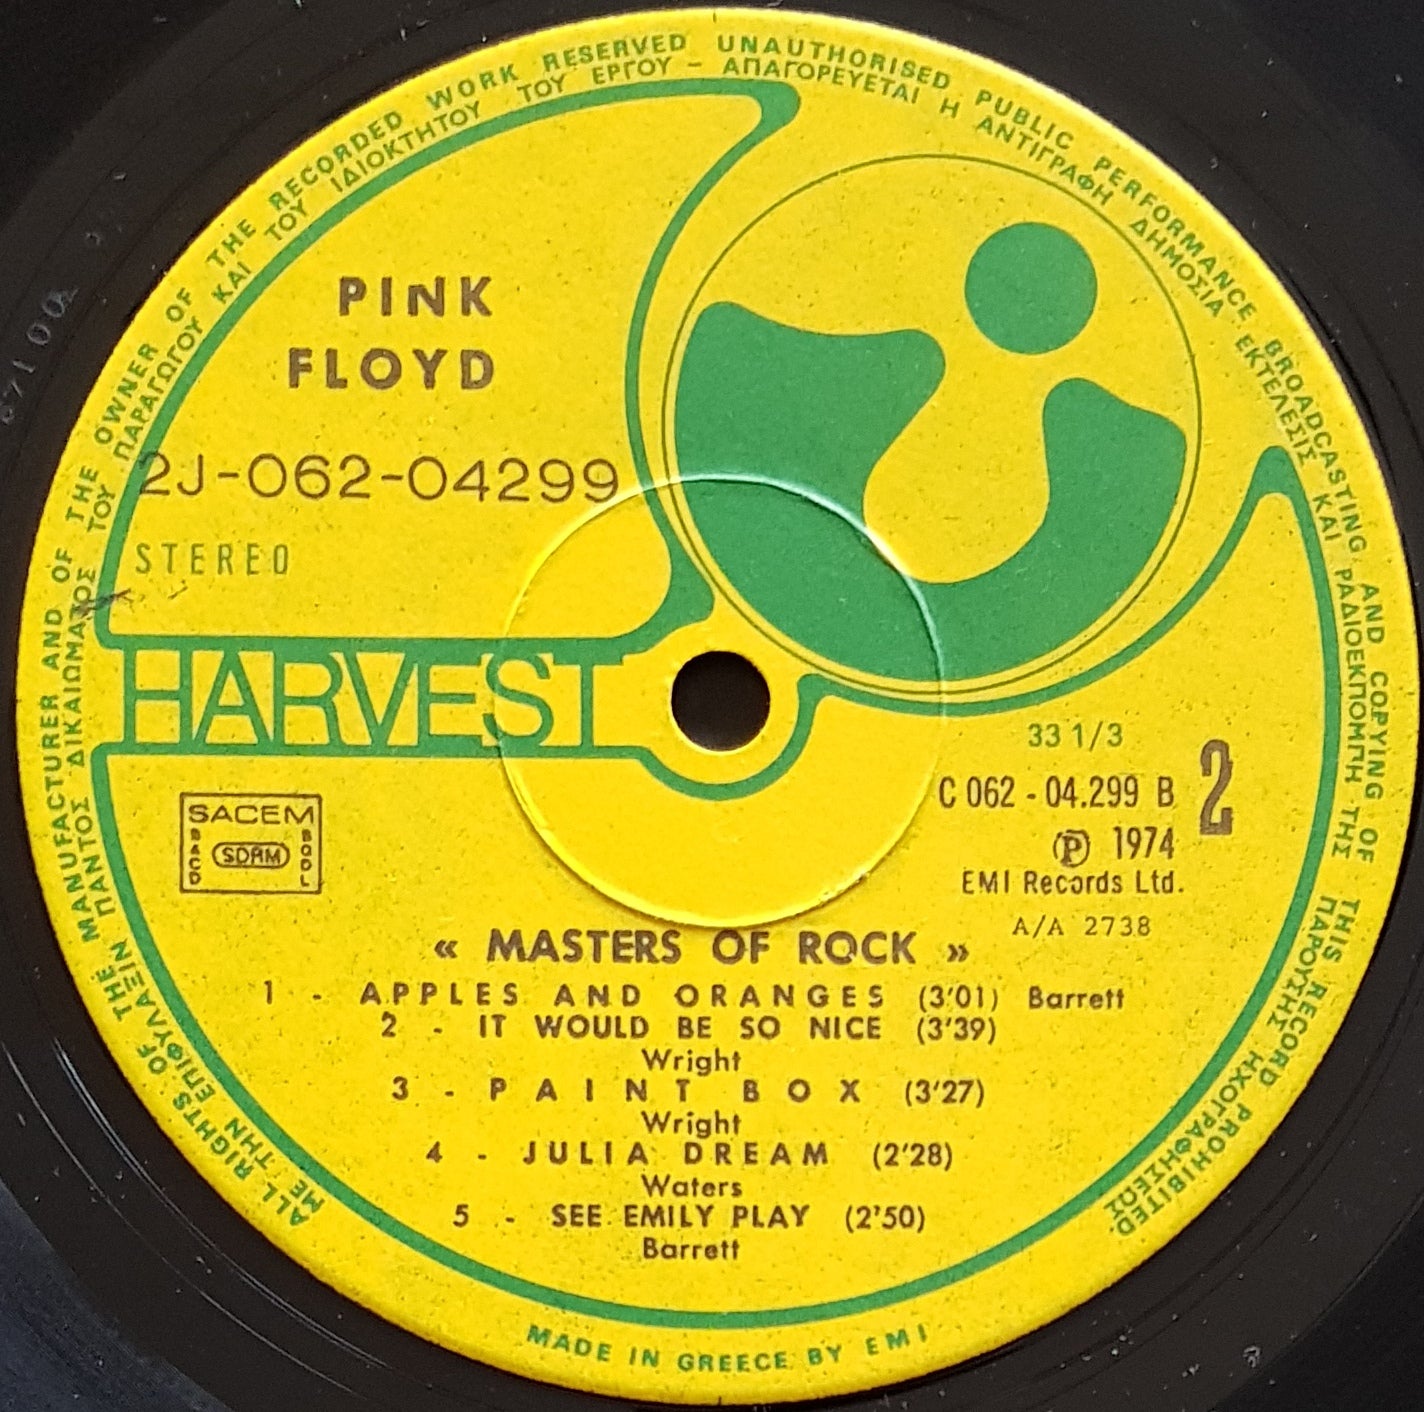 ALL RIGHTS OF THE MANUFACTURER AND OF THE OWNER OF THE RECORDED WORK RESERVED UNAUTHORISED PUBLIC PERFORMANCE BROADCASTING AND COPYING OF THIS RECORD PROHIBITED
ΜΕ ΤΗΝ ΕΠΙΦΥΛΑΞΙΝ ΠΑΝΤΟΣ ΔΙΚΑΙΩΜΑΤΟΣ ΤΟΥ ΠΑΡΑΓΩΓΟΥ ΚΑΙ ΤΟΥ ΙΔΙΟΚΤΗΤΟΥ ΤΟΥ ΕΡΓΟΥ - ΑΠΑΓΟΡΕΥΕΤΑΙ Η ΑΝΤΙΓΡΑΦΗ ΔΗΜΟΣΙΑ ΕΚΤΕΛΕΣΙΣ ΚΑΙ ΡΑΔΙΟΕΚΠΟΜΠΗ ΤΗΣ ΠΑΡΟΥΣΗΣ ΗΧΟΓΡΑΦΗΣΕΩΣ
PINK
FLOYD
2J-062-04299
STEREO
HARVEST
33 1/3
C 062 - 04.299 B 2
℗ 1974
EMI Records Ltd.
A/A 2738
SACEM
SDRM
« MASTERS OF ROCK »
1 - APPLES AND ORANGES (3'01) Barrett
2 - IT WOULD BE SO NICE (3'39)
Wright
3 - PAINT BOX (3'27)
Wright
4 - JULIA DREAM (2'28)
Waters
5 - SEE EMILY PLAY (2'50)
Barrett
MADE IN GREECE BY EMI